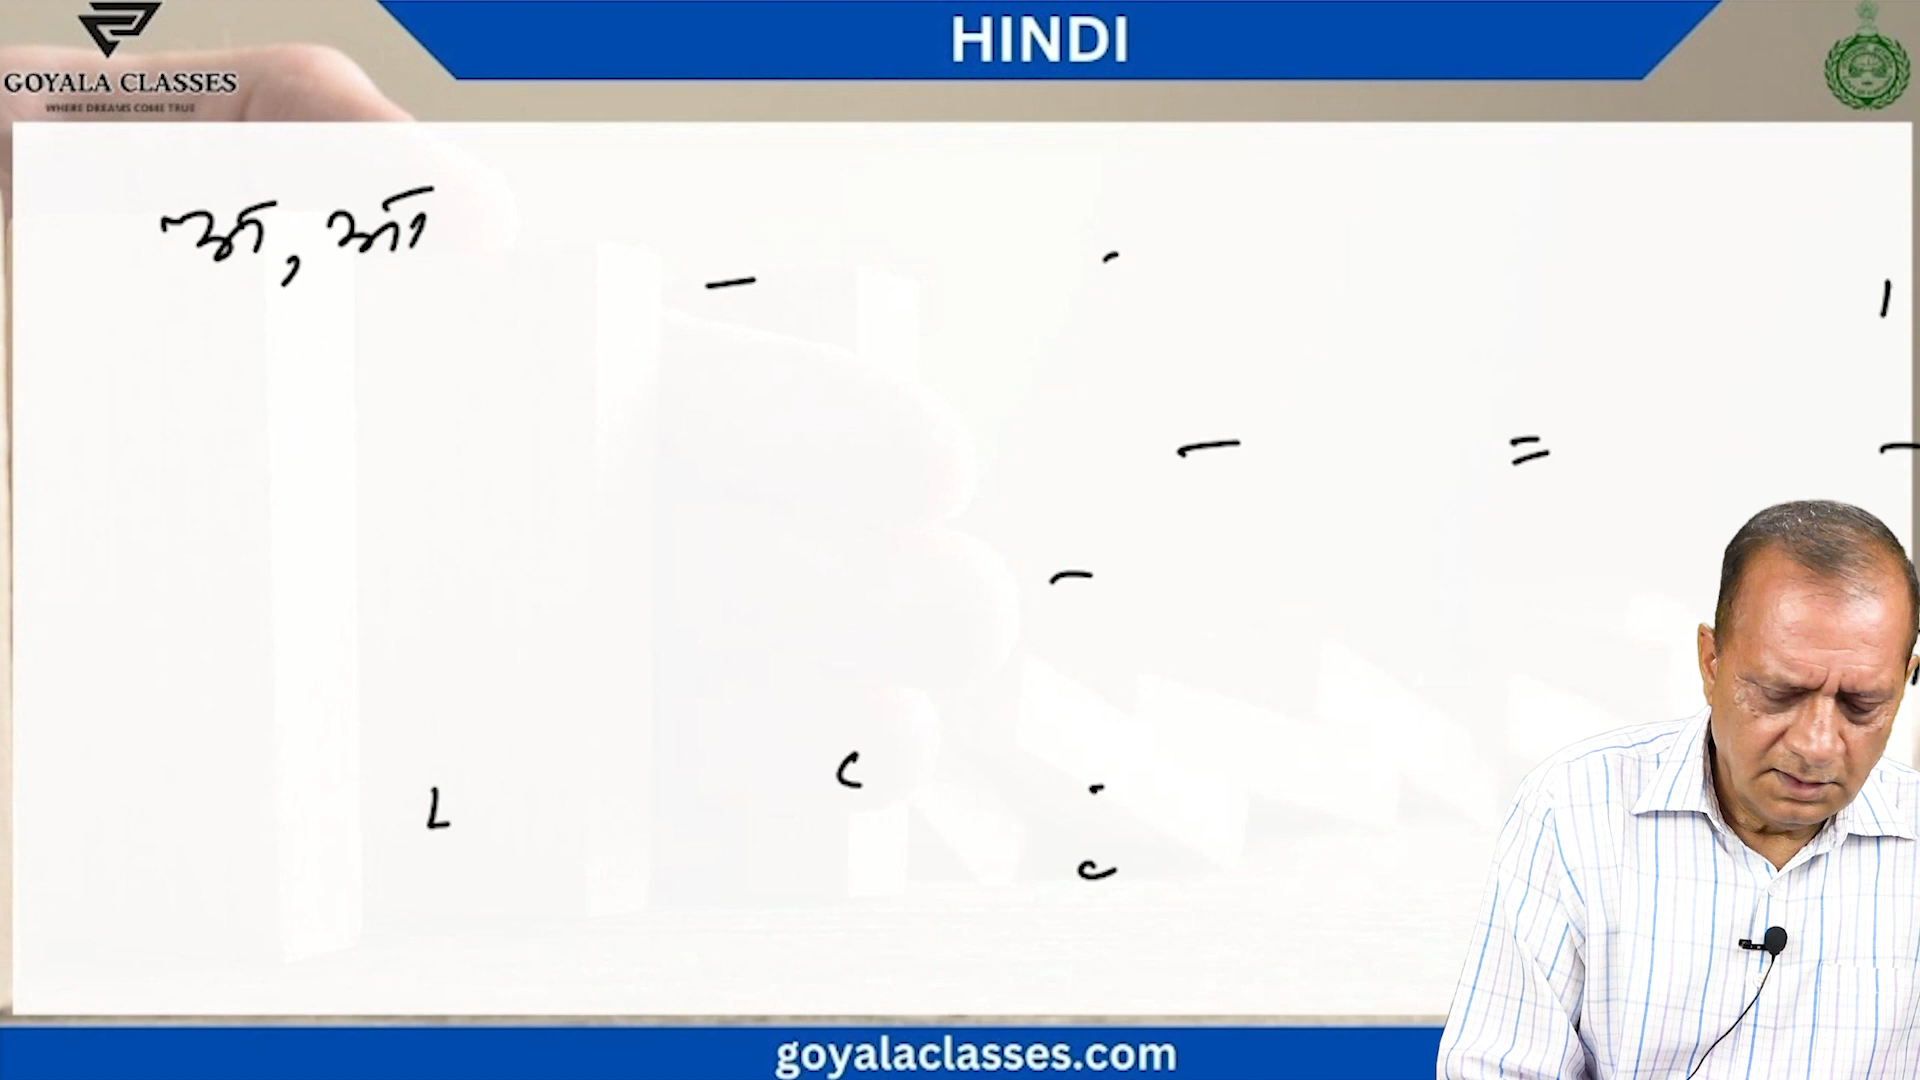 GOYALA CLASSES
WHERE DREAMS COME TRUE
HINDI
अ, आ
goyalaclasses.com